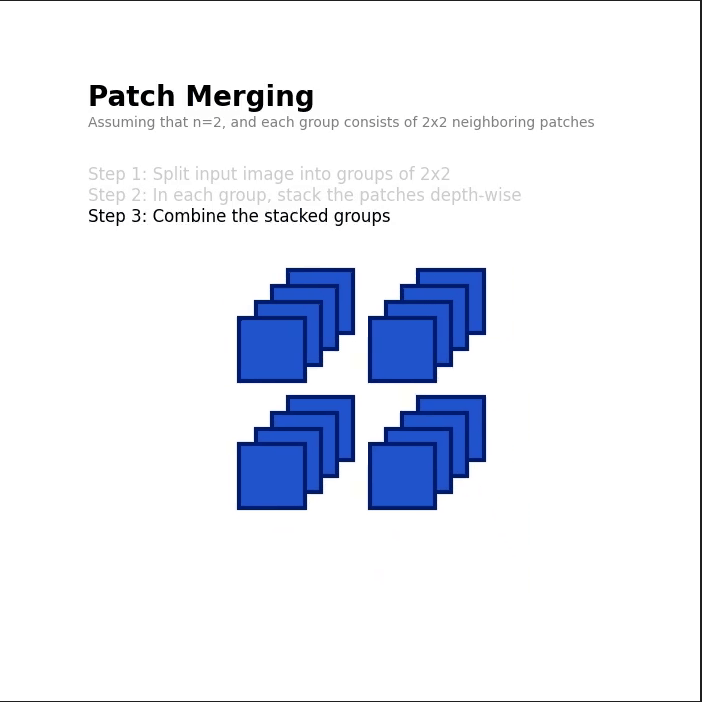 Patch Merging
Assuming that n=2, and each group consists of 2x2 neighboring patches
Step 1: Split input image into groups of 2x2
Step 2: In each group, stack the patches depth-wise
Step 3: Combine the stacked groups